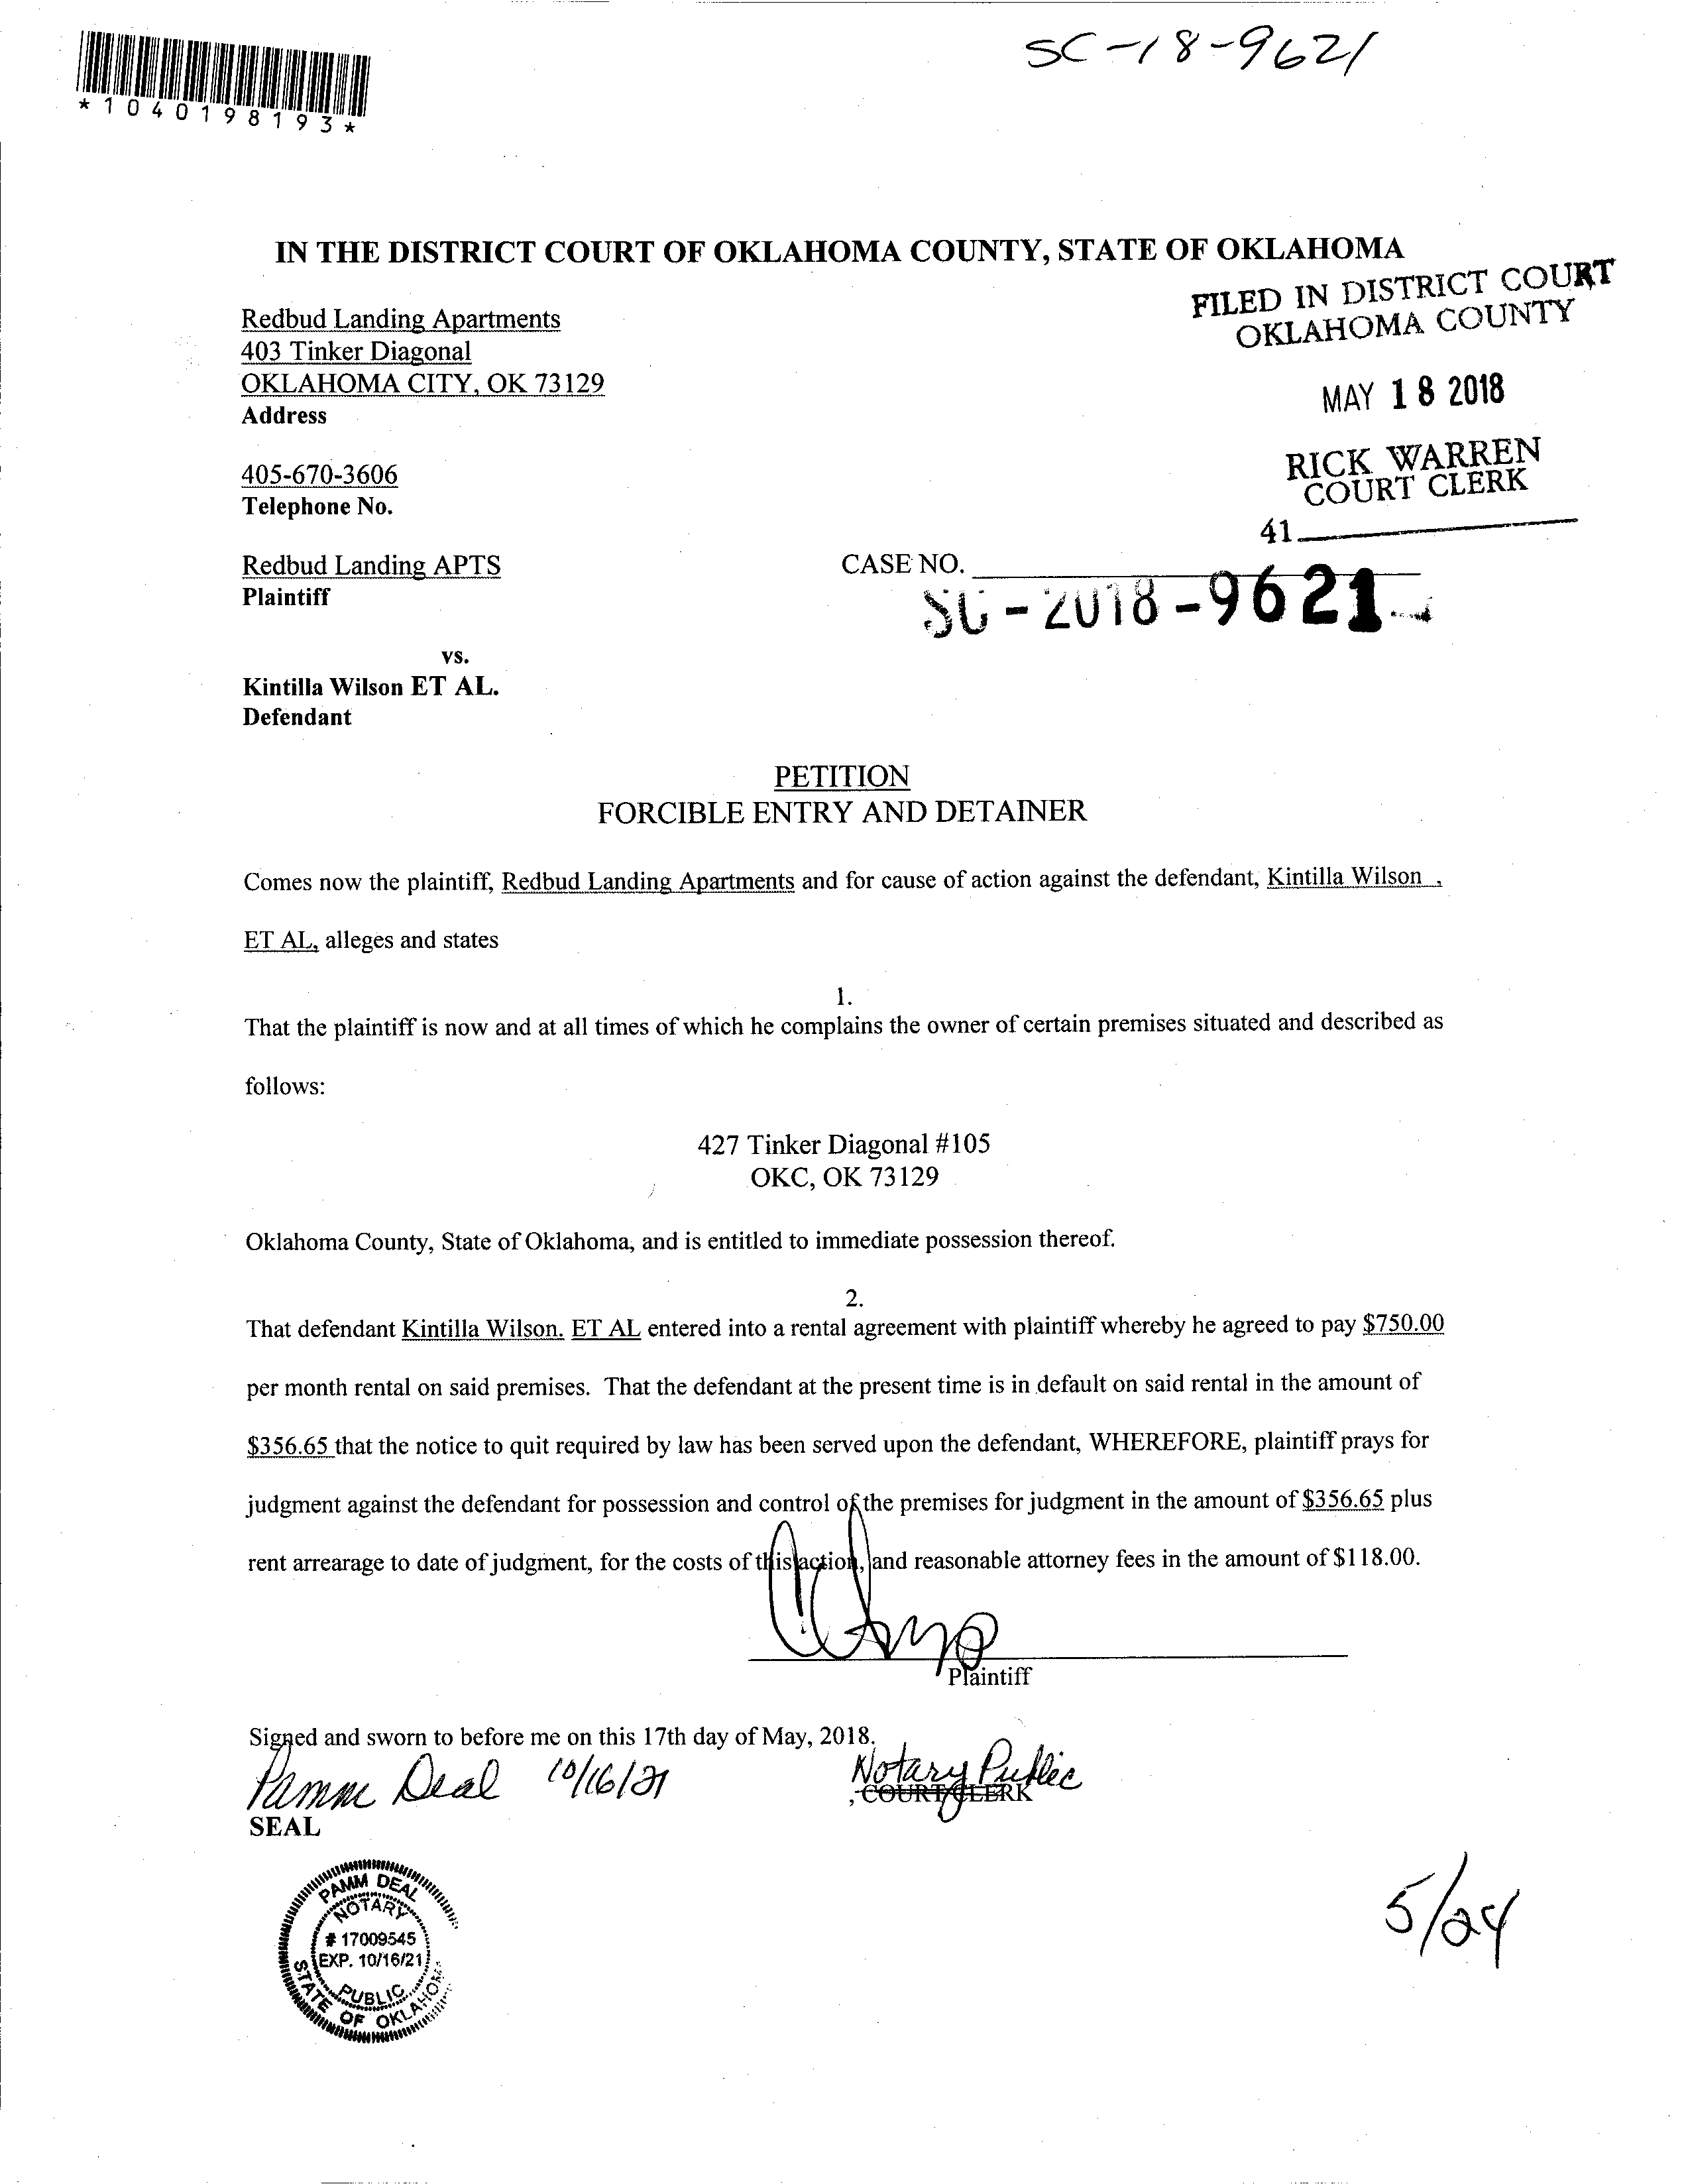 SC-18-9621
*1040198193*
IN THE DISTRICT COURT OF OKLAHOMA COUNTY, STATE OF OKLAHOMA
FILED IN DISTRICT COURT
OKLAHOMA COUNTY
MAY 18 2018
RICK WARREN
COURT CLERK
41
Redbud Landing Apartments
403 Tinker Diagonal
OKLAHOMA CITY, OK 73129
Address
405-670-3606
Telephone No.
Redbud Landing APTS
Plaintiff
CASE NO.
SC-2018-9621
vs.
Kintilla Wilson ET AL.
Defendant
PETITION
FORCIBLE ENTRY AND DETAINER
Comes now the plaintiff, Redbud Landing Apartments and for cause of action against the defendant, Kintilla Wilson ,
ET AL, alleges and states
1.
That the plaintiff is now and at all times of which he complains the owner of certain premises situated and described as
follows:
427 Tinker Diagonal #105
OKC, OK 73129
Oklahoma County, State of Oklahoma, and is entitled to immediate possession thereof.
2.
That defendant Kintilla Wilson. ET AL entered into a rental agreement with plaintiff whereby he agreed to pay $750.00
per month rental on said premises. That the defendant at the present time is in default on said rental in the amount of
$356.65 that the notice to quit required by law has been served upon the defendant, WHEREFORE, plaintiff prays for
judgment against the defendant for possession and control of the premises for judgment in the amount of $356.65 plus
rent arrearage to date of judgment, for the costs of this action, and reasonable attorney fees in the amount of $118.00.
Plaintiff
Signed and sworn to before me on this 17th day of May, 2018.
Pamm Deal 10/16/21
Notary Public
, COURT CLERK
SEAL
PAMM DEAL
NOTARY
# 17009545
EXP. 10/16/21
PUBLIC
STATE OF OKLAHOMA
5/24